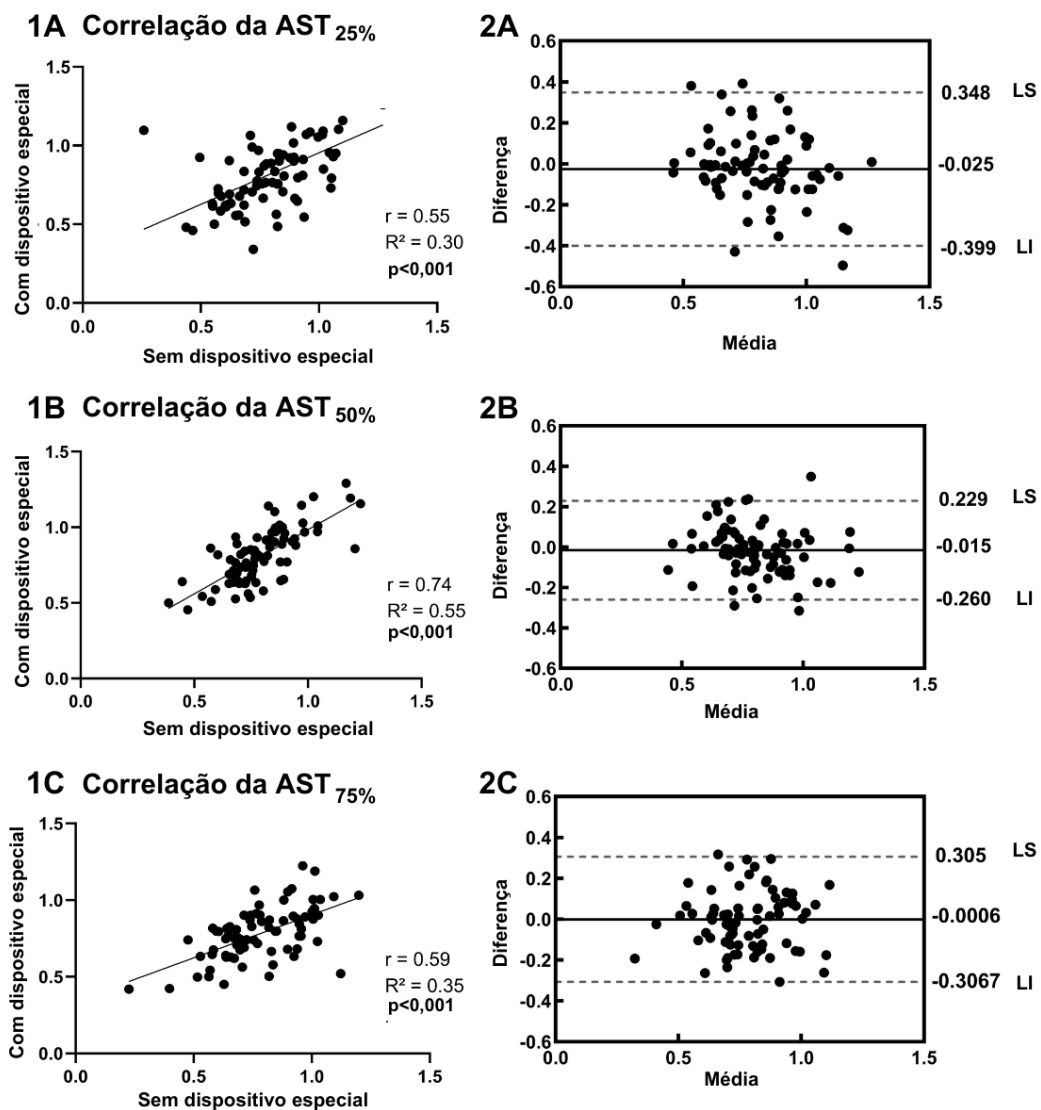 1A Correlação da AST 25%
Com dispositivo especial
1.5
1.0
0.5
0.0
0.0 0.5 1.0 1.5
Sem dispositivo especial
r = 0.55
R² = 0.30
p<0,001
2A
Diferença
0.6
0.4
0.2
0.0
-0.2
-0.4
-0.6
0.0 0.5 1.0 1.5
Média
0.348 LS
-0.025
-0.399 LI
1B Correlação da AST 50%
Com dispositivo especial
1.5
1.0
0.5
0.0
0.0 0.5 1.0 1.5
Sem dispositivo especial
r = 0.74
R² = 0.55
p<0,001
2B
Diferença
0.6
0.4
0.2
0.0
-0.2
-0.4
-0.6
0.0 0.5 1.0 1.5
Média
0.229 LS
-0.015
-0.260 LI
1C Correlação da AST 75%
Com dispositivo especial
1.5
1.0
0.5
0.0
0.0 0.5 1.0 1.5
Sem dispositivo especial
r = 0.59
R² = 0.35
p<0,001
2C
Diferença
0.6
0.4
0.2
0.0
-0.2
-0.4
-0.6
0.0 0.5 1.0 1.5
Média
0.305 LS
-0.0006
-0.3067 LI